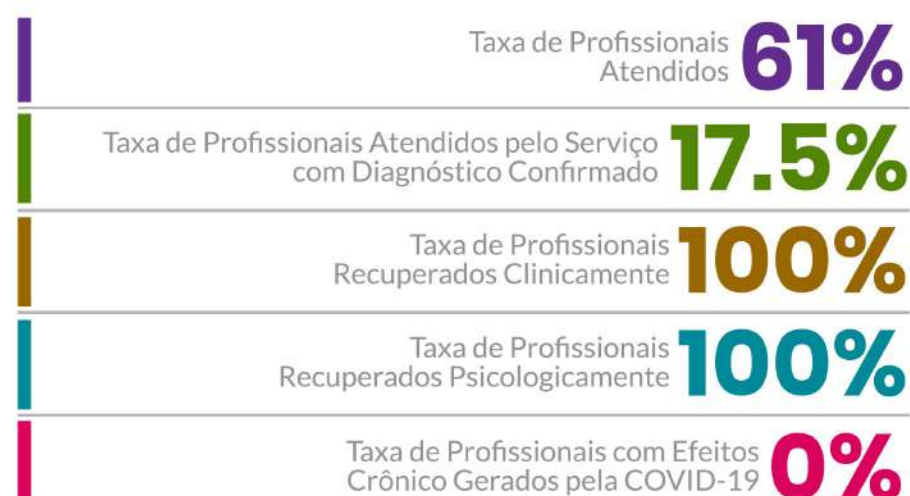 Taxa de Profissionais
Atendidos
61%
Taxa de Profissionais Atendidos pelo Serviço
com Diagnóstico Confirmado
17.5%
Taxa de Profissionais
Recuperados Clinicamente
100%
Taxa de Profissionais
Recuperados Psicologicamente
100%
Taxa de Profissionais com Efeitos
Crônico Gerados pela COVID-19
0%